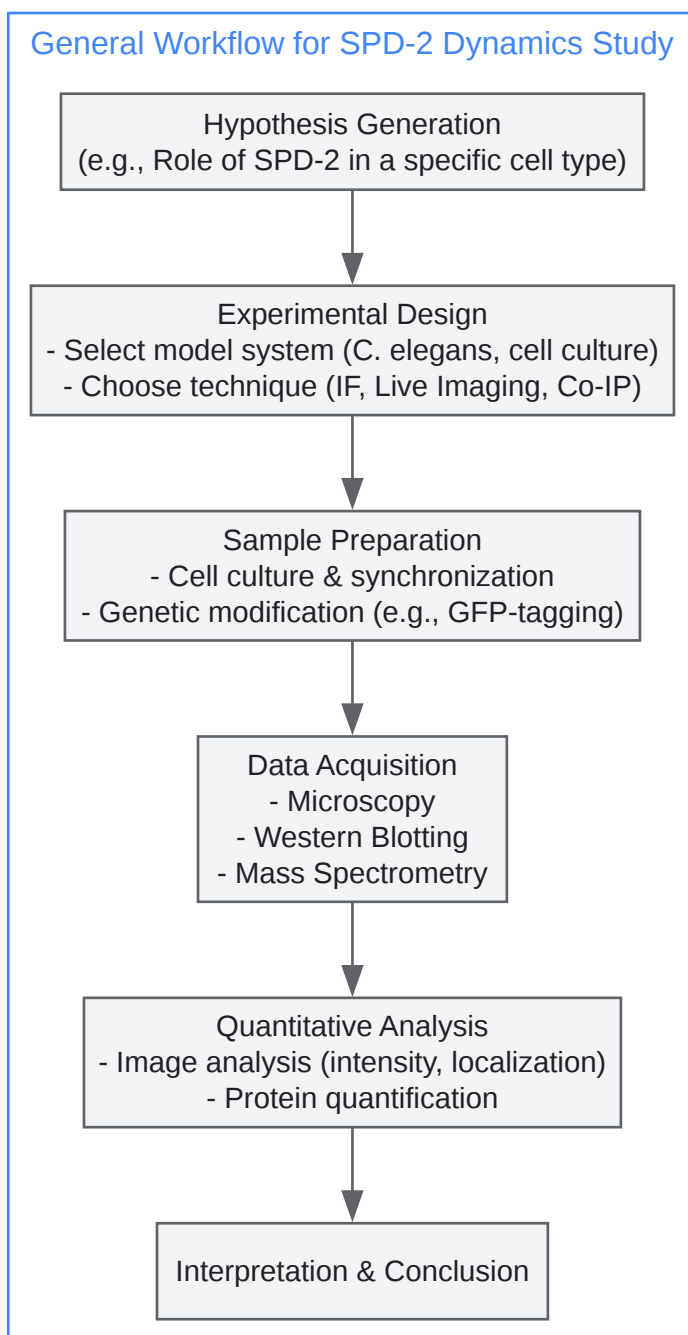 General Workflow for SPD-2 Dynamics Study
Hypothesis Generation
(e.g., Role of SPD-2 in a specific cell type)
Experimental Design
- Select model system (C. elegans, cell culture)
- Choose technique (IF, Live Imaging, Co-IP)
Sample Preparation
- Cell culture & synchronization
- Genetic modification (e.g., GFP-tagging)
Data Acquisition
- Microscopy
- Western Blotting
- Mass Spectrometry
Quantitative Analysis
- Image analysis (intensity, localization)
- Protein quantification
Interpretation & Conclusion